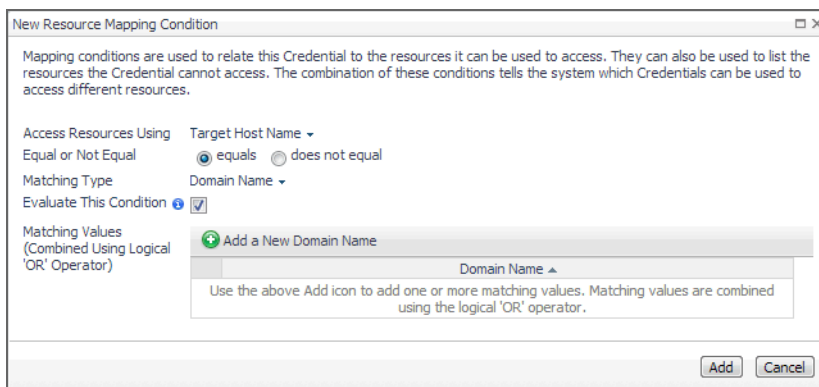 New Resource Mapping Condition
Mapping conditions are used to relate this Credential to the resources it can be used to access. They can also be used to list the
resources the Credential cannot access. The combination of these conditions tells the system which Credentials can be used to
access different resources.
Access Resources Using Target Host Name
Equal or Not Equal equals does not equal
Matching Type Domain Name
Evaluate This Condition
Matching Values
(Combined Using Logical
'OR' Operator)
Add a New Domain Name
Domain Name
Use the above Add icon to add one or more matching values. Matching values are combined
using the logical 'OR' operator.
Add Cancel